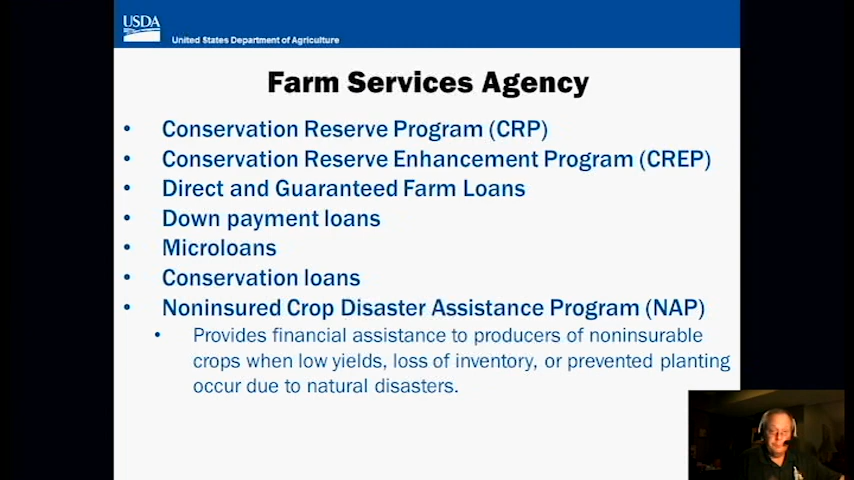 USDA
United States Department of Agriculture
Farm Services Agency
• Conservation Reserve Program (CRP)
• Conservation Reserve Enhancement Program (CREP)
• Direct and Guaranteed Farm Loans
• Down payment loans
• Microloans
• Conservation loans
• Noninsured Crop Disaster Assistance Program (NAP)
• Provides financial assistance to producers of noninsurable
crops when low yields, loss of inventory, or prevented planting
occur due to natural disasters.